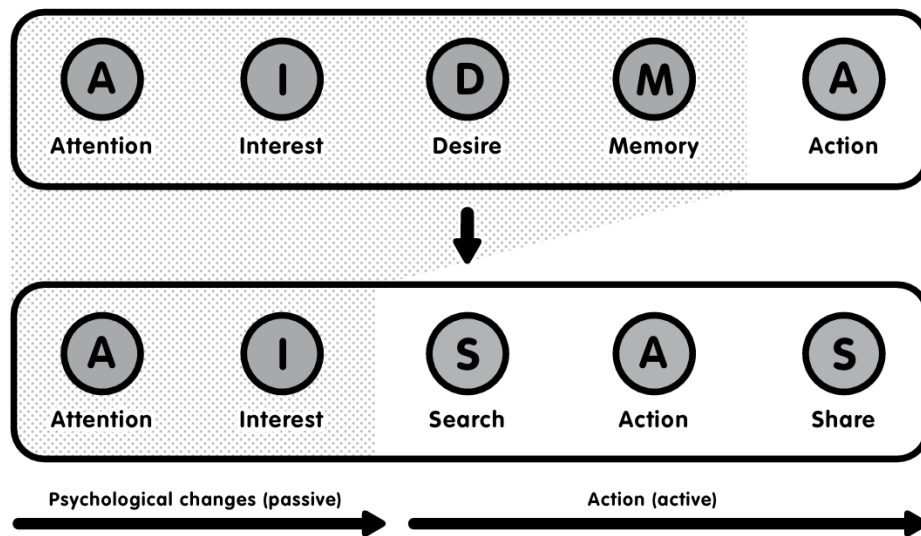 A I D M A
Attention Interest Desire Memory Action
A I S A S
Attention Interest Search Action Share
Psychological changes (passive) Action (active)